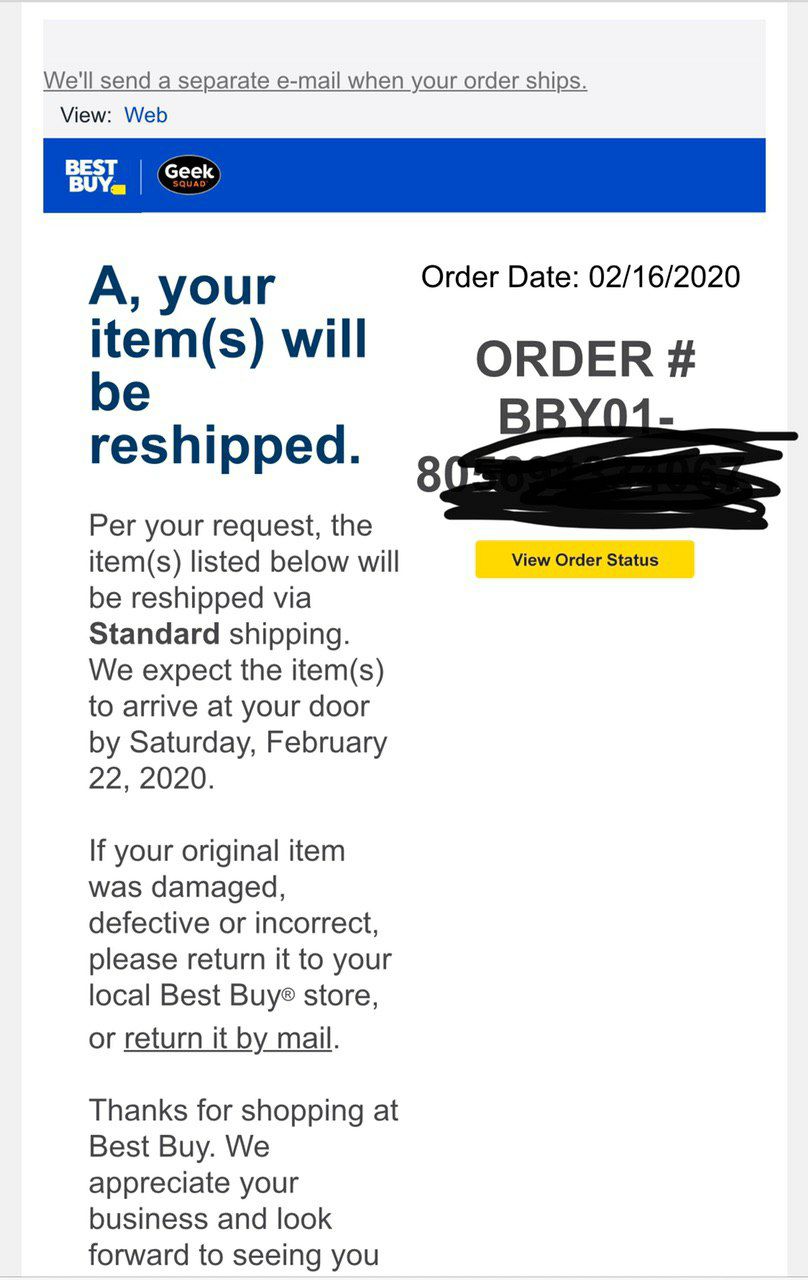 We'll send a separate e-mail when your order ships.
View: Web
BEST
BUY
Geek
SQUAD
A, your
item(s) will
be
reshipped.
Order Date: 02/16/2020
ORDER #
BBY01-
View Order Status
Per your request, the
item(s) listed below will
be reshipped via
Standard shipping.
We expect the item(s)
to arrive at your door
by Saturday, February
22, 2020.
If your original item
was damaged,
defective or incorrect,
please return it to your
local Best Buy® store,
or return it by mail.
Thanks for shopping at
Best Buy. We
appreciate your
business and look
forward to seeing you